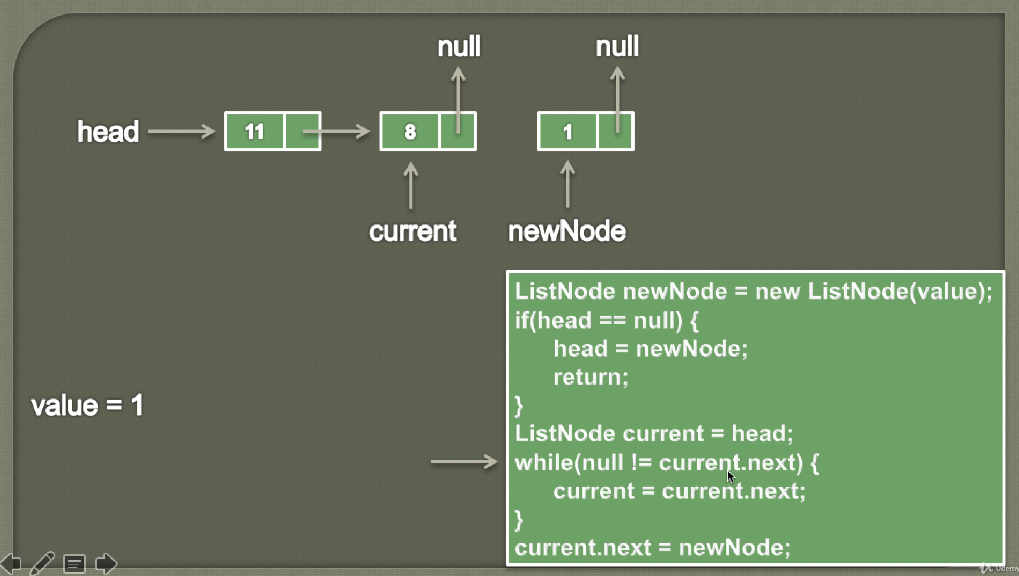 null null
head 11 8 1
current newNode
ListNode newNode = new ListNode(value);
if(head == null) {
head = newNode;
return;
}
value = 1
ListNode current = head;
while(null != current.next) {
current = current.next;
}
current.next = newNode;
Udemy